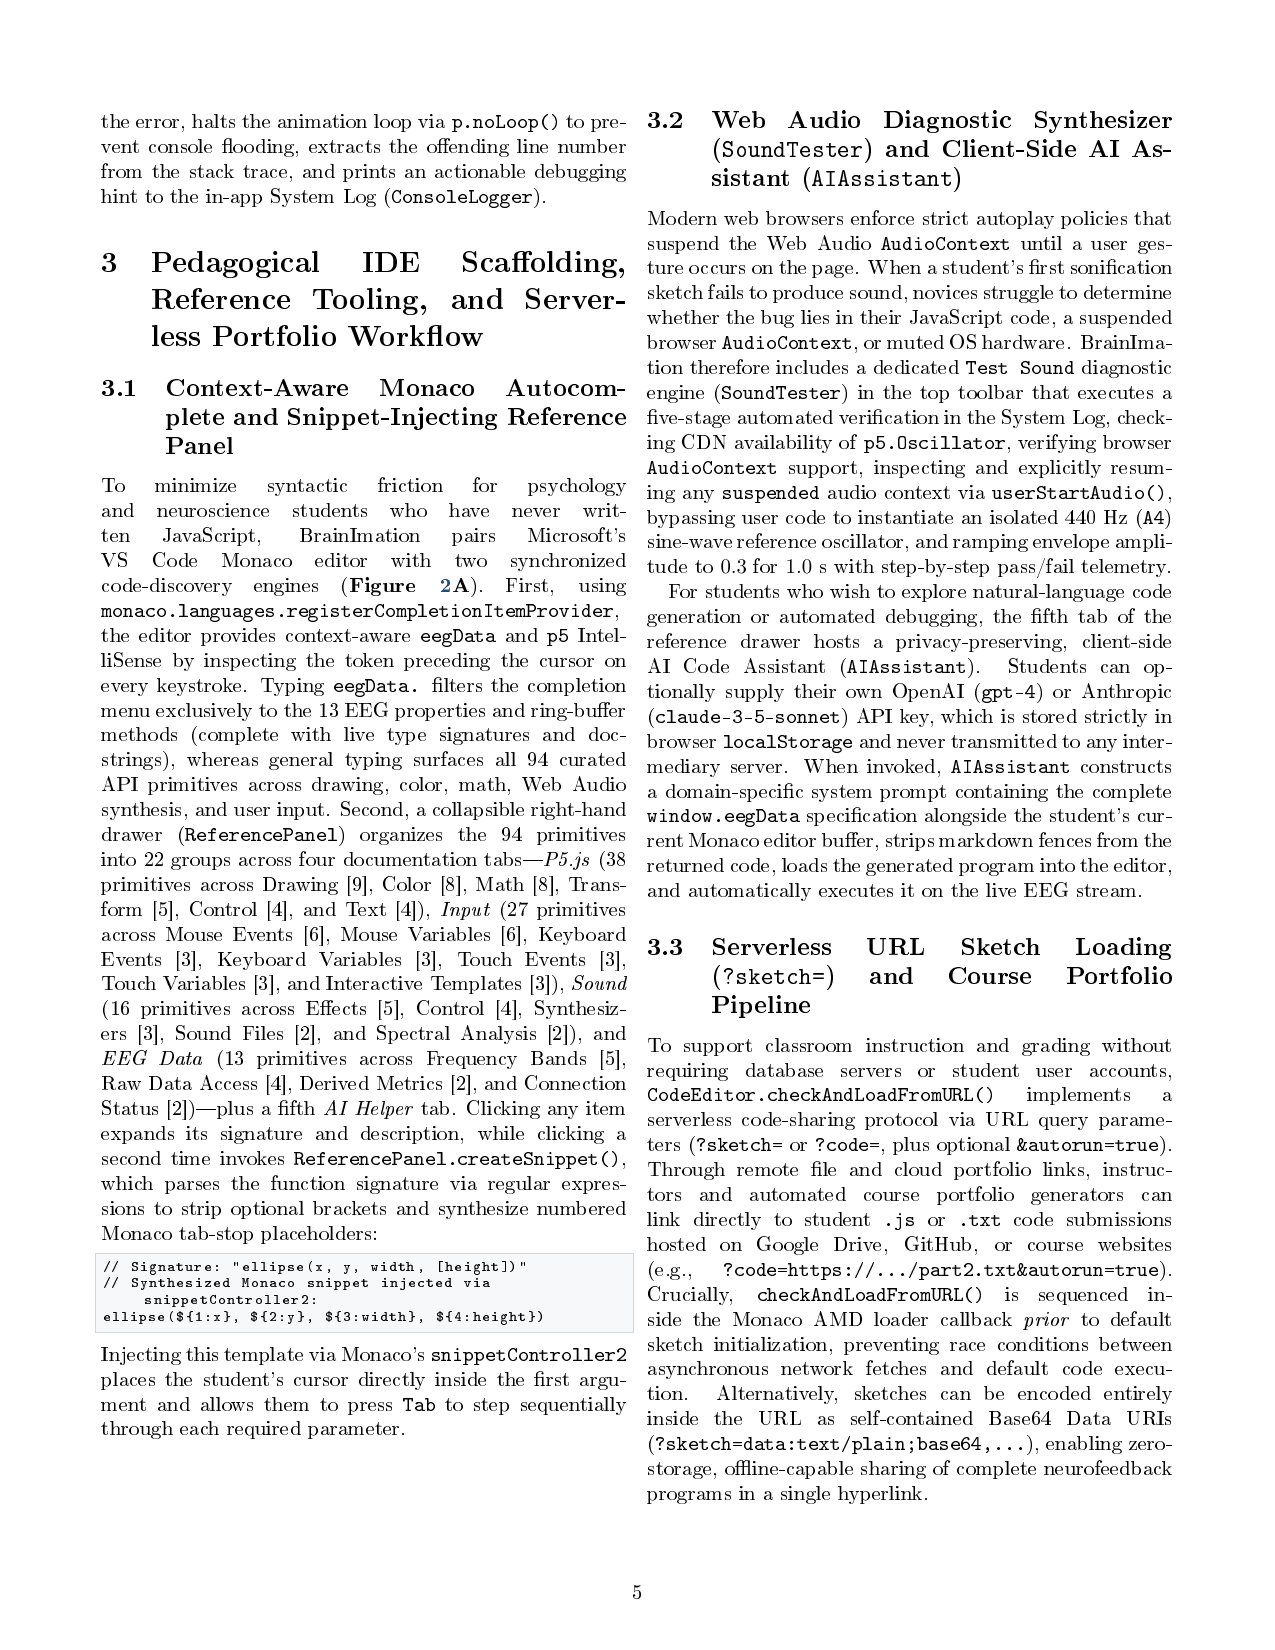 the error, halts the animation loop via p.noLoop() to pre-
vent console flooding, extracts the offending line number
from the stack trace, and prints an actionable debugging
hint to the in-app System Log (ConsoleLogger).
3 Pedagogical IDE Scaffolding,
Reference Tooling, and Server-
less Portfolio Workflow
3.1 Context-Aware Monaco Autocom-
plete and Snippet-Injecting Reference
Panel
To minimize syntactic friction for psychology
and neuroscience students who have never writ-
ten JavaScript, BrainImation pairs Microsoft's
VS Code Monaco editor with two synchronized
code-discovery engines (Figure 2A). First, using
monaco.languages.registerCompletionItemProvider,
the editor provides context-aware eegData and p5 Intel-
liSense by inspecting the token preceding the cursor on
every keystroke. Typing eegData. filters the completion
menu exclusively to the 13 EEG properties and ring-buffer
methods (complete with live type signatures and doc-
strings), whereas general typing surfaces all 94 curated
API primitives across drawing, color, math, Web Audio
synthesis, and user input. Second, a collapsible right-hand
drawer (ReferencePanel) organizes the 94 primitives
into 22 groups across four documentation tabs—P5.js (38
primitives across Drawing [9], Color [8], Math [8], Trans-
form [5], Control [4], and Text [4]), Input (27 primitives
across Mouse Events [6], Mouse Variables [6], Keyboard
Events [3], Keyboard Variables [3], Touch Events [3],
Touch Variables [3], and Interactive Templates [3]), Sound
(16 primitives across Effects [5], Control [4], Synthesiz-
ers [3], Sound Files [2], and Spectral Analysis [2]), and
EEG Data (13 primitives across Frequency Bands [5],
Raw Data Access [4], Derived Metrics [2], and Connection
Status [2])—plus a fifth AI Helper tab. Clicking any item
expands its signature and description, while clicking a
second time invokes ReferencePanel.createSnippet(),
which parses the function signature via regular expres-
sions to strip optional brackets and synthesize numbered
Monaco tab-stop placeholders:
// Signature: "ellipse(x, y, width, [height])"
// Synthesized Monaco snippet injected via
snippetController2:
ellipse(${1:x}, ${2:y}, ${3:width}, ${4:height})
Injecting this template via Monaco's snippetController2
places the student's cursor directly inside the first argu-
ment and allows them to press Tab to step sequentially
through each required parameter.
3.2 Web Audio Diagnostic Synthesizer
(SoundTester) and Client-Side AI As-
sistant (AIAssistant)
Modern web browsers enforce strict autoplay policies that
suspend the Web Audio AudioContext until a user ges-
ture occurs on the page. When a student's first sonification
sketch fails to produce sound, novices struggle to determine
whether the bug lies in their JavaScript code, a suspended
browser AudioContext, or muted OS hardware. BrainIma-
tion therefore includes a dedicated Test Sound diagnostic
engine (SoundTester) in the top toolbar that executes a
five-stage automated verification in the System Log, check-
ing CDN availability of p5.Oscillator, verifying browser
AudioContext support, inspecting and explicitly resum-
ing any suspended audio context via userStartAudio(),
bypassing user code to instantiate an isolated 440 Hz (A4)
sine-wave reference oscillator, and ramping envelope ampli-
tude to 0.3 for 1.0 s with step-by-step pass/fail telemetry.
For students who wish to explore natural-language code
generation or automated debugging, the fifth tab of the
reference drawer hosts a privacy-preserving, client-side
AI Code Assistant (AIAssistant). Students can op-
tionally supply their own OpenAI (gpt-4) or Anthropic
(claude-3-5-sonnet) API key, which is stored strictly in
browser localStorage and never transmitted to any inter-
mediary server. When invoked, AIAssistant constructs
a domain-specific system prompt containing the complete
window.eegData specification alongside the student's cur-
rent Monaco editor buffer, strips markdown fences from the
returned code, loads the generated program into the editor,
and automatically executes it on the live EEG stream.
3.3 Serverless URL Sketch Loading
(?sketch=) and Course Portfolio
Pipeline
To support classroom instruction and grading without
requiring database servers or student user accounts,
CodeEditor.checkAndLoadFromURL() implements a
serverless code-sharing protocol via URL query parame-
ters (?sketch= or ?code=, plus optional &autorun=true).
Through remote file and cloud portfolio links, instruc-
tors and automated course portfolio generators can
link directly to student .js or .txt code submissions
hosted on Google Drive, GitHub, or course websites
(e.g., ?code=https://.../part2.txt&autorun=true).
Crucially, checkAndLoadFromURL() is sequenced in-
side the Monaco AMD loader callback prior to default
sketch initialization, preventing race conditions between
asynchronous network fetches and default code execu-
tion. Alternatively, sketches can be encoded entirely
inside the URL as self-contained Base64 Data URIs
(?sketch=data:text/plain;base64,...), enabling zero-
storage, offline-capable sharing of complete neurofeedback
programs in a single hyperlink.
5